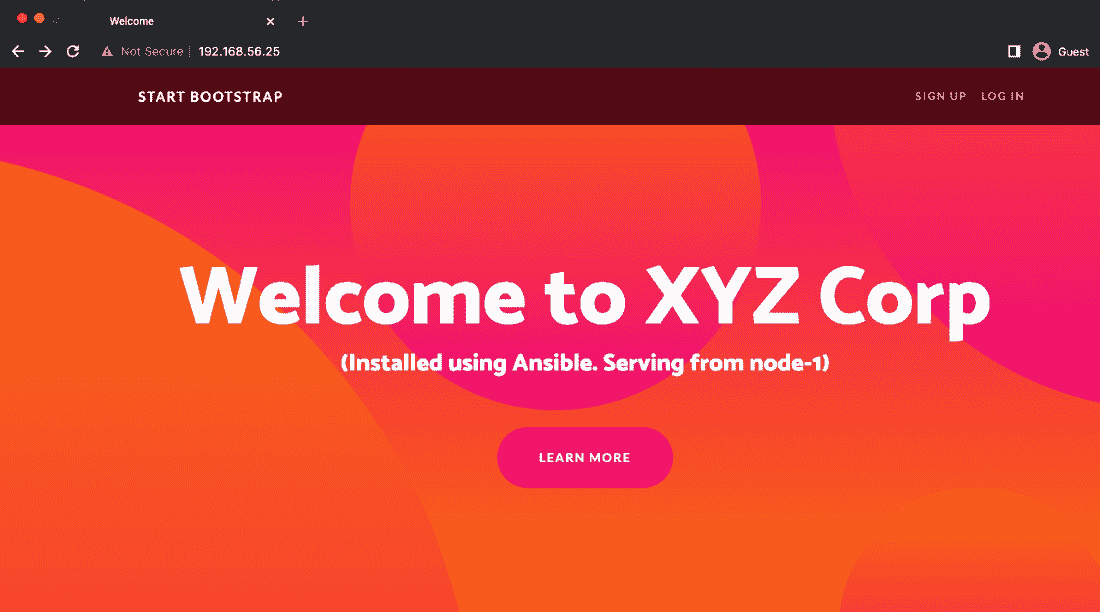 Welcome
Not Secure | 192.168.56.25
Guest
START BOOTSTRAP
SIGN UP
LOG IN
Welcome to XYZ Corp
(Installed using Ansible. Serving from node-1)
LEARN MORE